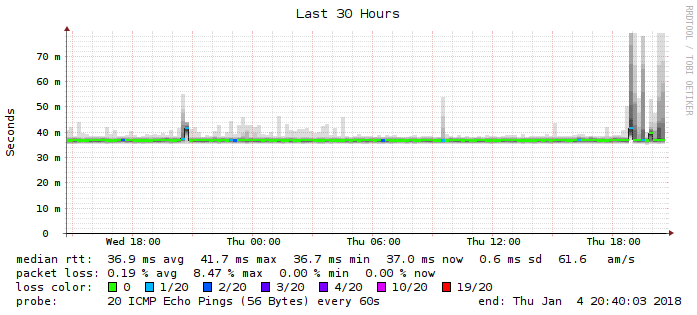 Last 30 Hours
RRDTOOL / TOBI OETIKER
Seconds
70 m
60 m
50 m
40 m
30 m
20 m
10 m
0
Wed 18:00 Thu 00:00 Thu 06:00 Thu 12:00 Thu 18:00
median rtt: 36.9 ms avg 41.7 ms max 36.7 ms min 37.0 ms now 0.6 ms sd 61.6 am/s
packet loss: 0.19 % avg 8.47 % max 0.00 % min 0.00 % now
loss color: 0 1/20 2/20 3/20 4/20 10/20 19/20
probe: 20 ICMP Echo Pings (56 Bytes) every 60s end: Thu Jan 4 20:40:03 2018